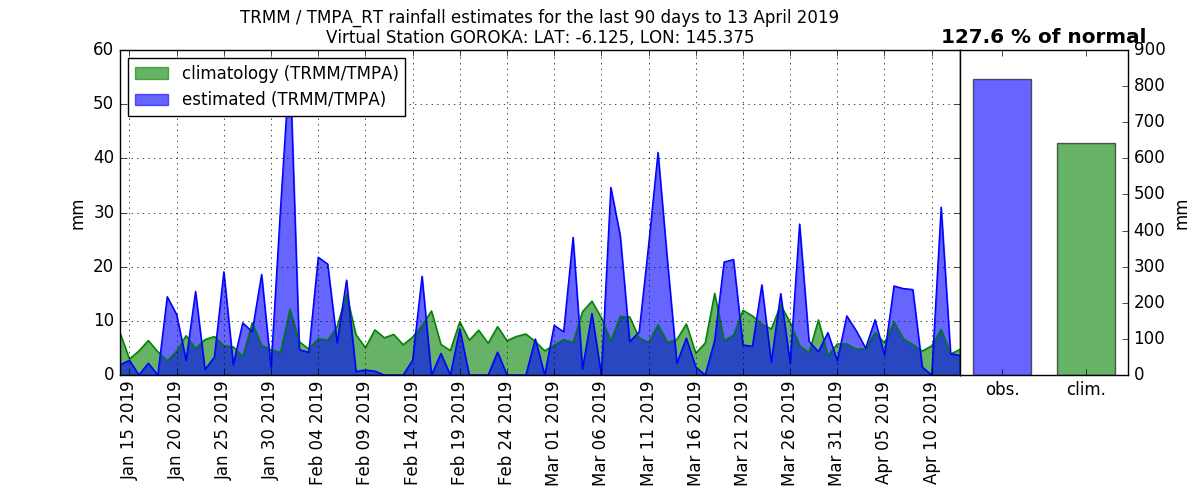 TRMM / TMPA_RT rainfall estimates for the last 90 days to 13 April 2019
Virtual Station GOROKA: LAT: -6.125, LON: 145.375
127.6 % of normal
climatology (TRMM/TMPA)
estimated (TRMM/TMPA)
mm
60
50
40
30
20
10
0
Jan 15 2019
Jan 20 2019
Jan 25 2019
Jan 30 2019
Feb 04 2019
Feb 09 2019
Feb 14 2019
Feb 19 2019
Feb 24 2019
Mar 01 2019
Mar 06 2019
Mar 11 2019
Mar 16 2019
Mar 21 2019
Mar 26 2019
Mar 31 2019
Apr 05 2019
Apr 10 2019
obs.
clim.
900
800
700
600
500
400
300
200
100
0
mm